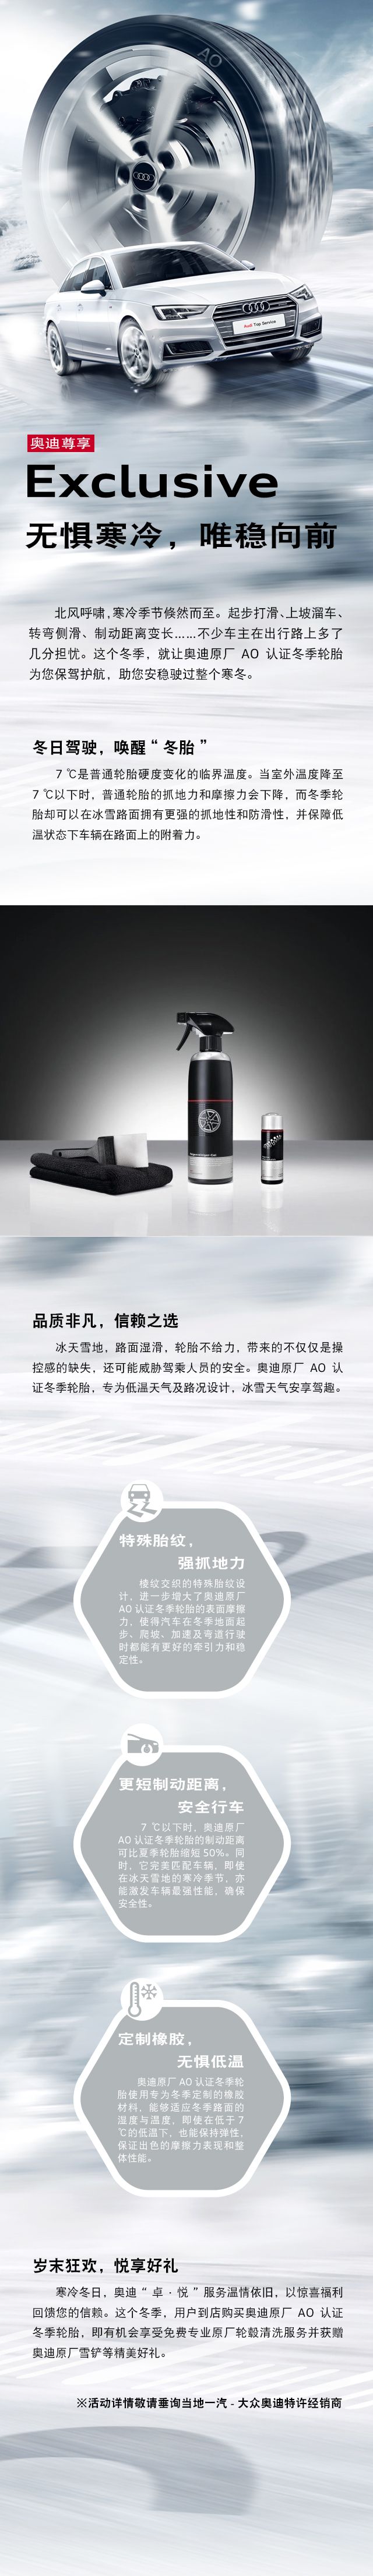 AO
Audi Top Service
奥迪尊享
Exclusive
无惧寒冷，唯稳向前
北风呼啸,寒冷季节倏然而至。起步打滑、上坡溜车、
转弯侧滑、制动距离变长……不少车主在出行路上多了
几分担忧。这个冬季，就让奥迪原厂 AO 认证冬季轮胎
为您保驾护航，助您安稳驶过整个寒冬。
冬日驾驶，唤醒“冬胎”
7 ℃是普通轮胎硬度变化的临界温度。当室外温度降至
7 ℃以下时，普通轮胎的抓地力和摩擦力会下降，而冬季轮
胎却可以在冰雪路面拥有更强的抓地性和防滑性，并保障低
温状态下车辆在路面上的附着力。
品质非凡，信赖之选
冰天雪地，路面湿滑，轮胎不给力，带来的不仅仅是操
控感的缺失，还可能威胁驾乘人员的安全。奥迪原厂 AO 认
证冬季轮胎，专为低温天气及路况设计，冰雪天气安享驾趣。
特殊胎纹，
强抓地力
棱纹交织的特殊胎纹设
计，进一步增大了奥迪原厂
AO 认证冬季轮胎的表面摩擦
力，使得汽车在冬季地面起
步、爬坡、加速及弯道行驶
时都能有更好的牵引力和稳
定性。
更短制动距离，
安全行车
7 ℃以下时，奥迪原厂
AO 认证冬季轮胎的制动距离
可比夏季轮胎缩短 50%。同
时，它完美匹配车辆，即使
在冰天雪地的寒冷季节，亦
能激发车辆最强性能，确保
安全性。
定制橡胶，
无惧低温
奥迪原厂 AO 认证冬季轮
胎使用专为冬季定制的橡胶
材料，能够适应冬季路面的
湿度与温度，即使在低于 7
℃的低温下，也能保持弹性，
保证出色的摩擦力表现和整
体性能。
岁末狂欢，悦享好礼
寒冷冬日，奥迪“卓·悦”服务温情依旧，以惊喜福利
回馈您的信赖。这个冬季，用户到店购买奥迪原厂 AO 认证
冬季轮胎，即有机会享受免费专业原厂轮毂清洗服务并获赠
奥迪原厂雪铲等精美好礼。
※活动详情敬请垂询当地一汽 - 大众奥迪特许经销商